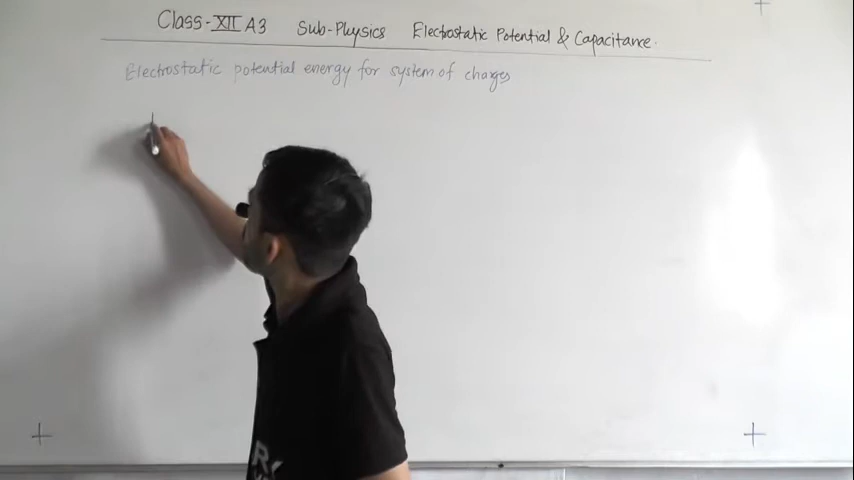 Class-XII A3 Sub-Physics Electrostatic Potential & Capacitance.
Electrostatic potential energy for system of charges